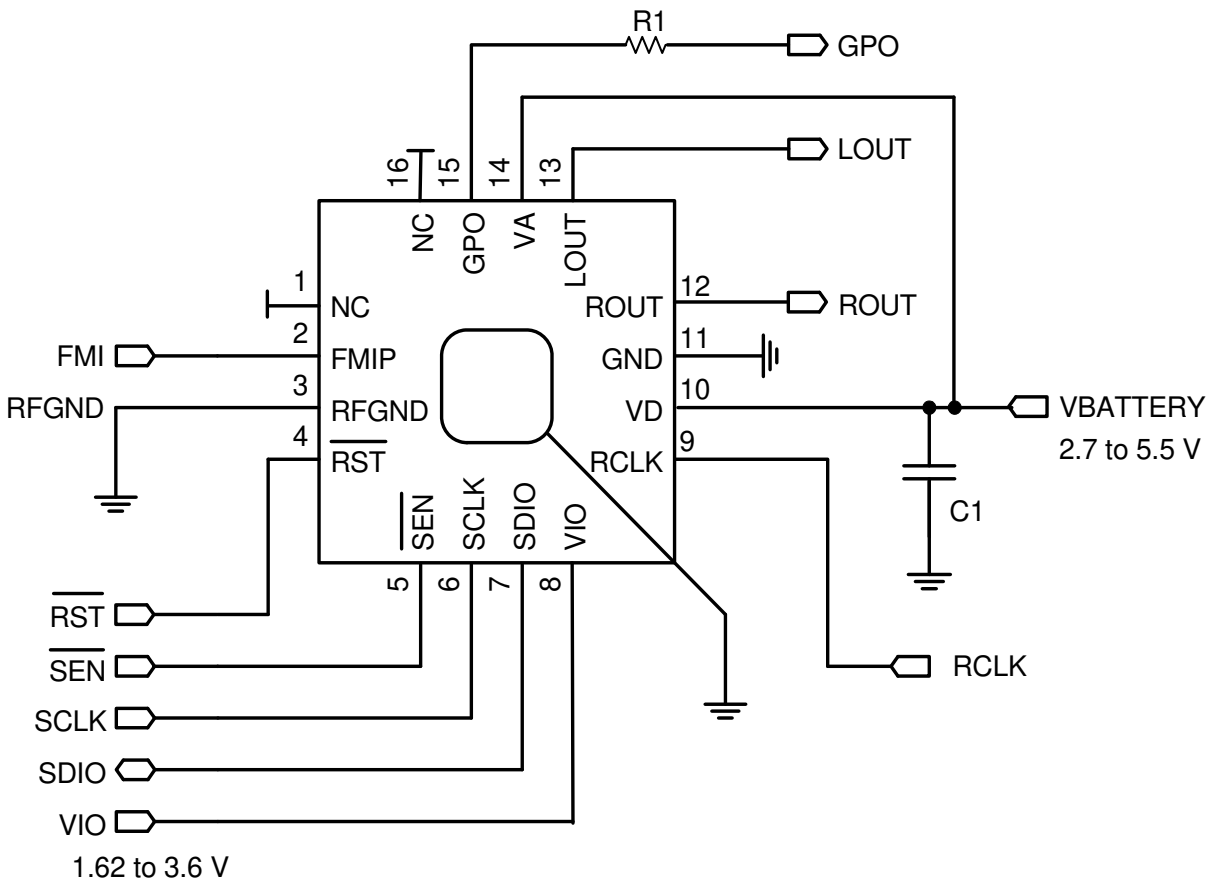 R1
GPO
LOUT
16
15
14
13
NC
GPO
VA
LOUT
1
NC
12
ROUT
ROUT
FMI
2
FMIP
11
GND
RFGND
3
RFGND
10
VD
VBATTERY
2.7 to 5.5 V
4
RST
9
RCLK
C1
SEN
SCLK
SDIO
VIO
5
6
7
8
RST
SEN
RCLK
SCLK
SDIO
VIO
1.62 to 3.6 V